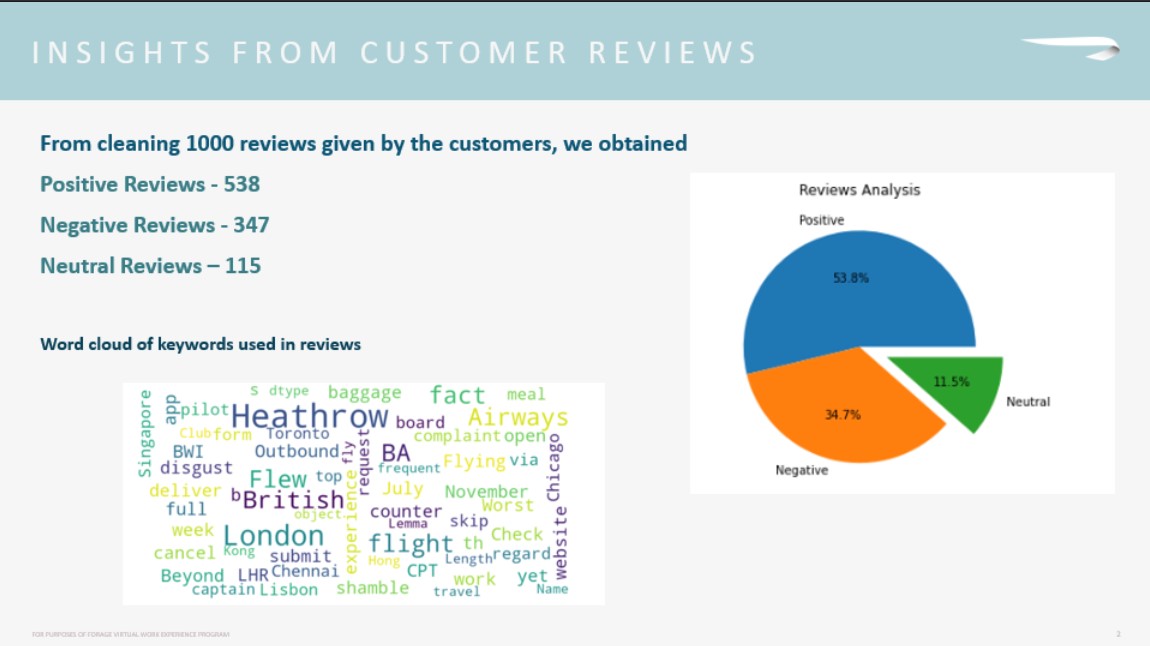 INSIGHTS FROM CUSTOMER REVIEWS
From cleaning 1000 reviews given by the customers, we obtained
Positive Reviews - 538
Negative Reviews - 347
Neutral Reviews – 115
Reviews Analysis
Positive
53.8%
11.5%
Neutral
34.7%
Negative
Word cloud of keywords used in reviews
Singapore
app
s dtype baggage fact meal
pilot Heathrow board Airways
Club form Toronto complaint open
BWI Outbound fly request BA Flying via Chicago
disgust Flew top frequent
deliver b British experience July November
full object counter Worst
week London Lemma skip Check website
cancel Kong submit flight th
Hong Length regard
Beyond LHR Chennai CPT work yet
captain Lisbon shamble travel Name
FOR PURPOSES OF FORAGE VIRTUAL WORK EXPERIENCE PROGRAM
2